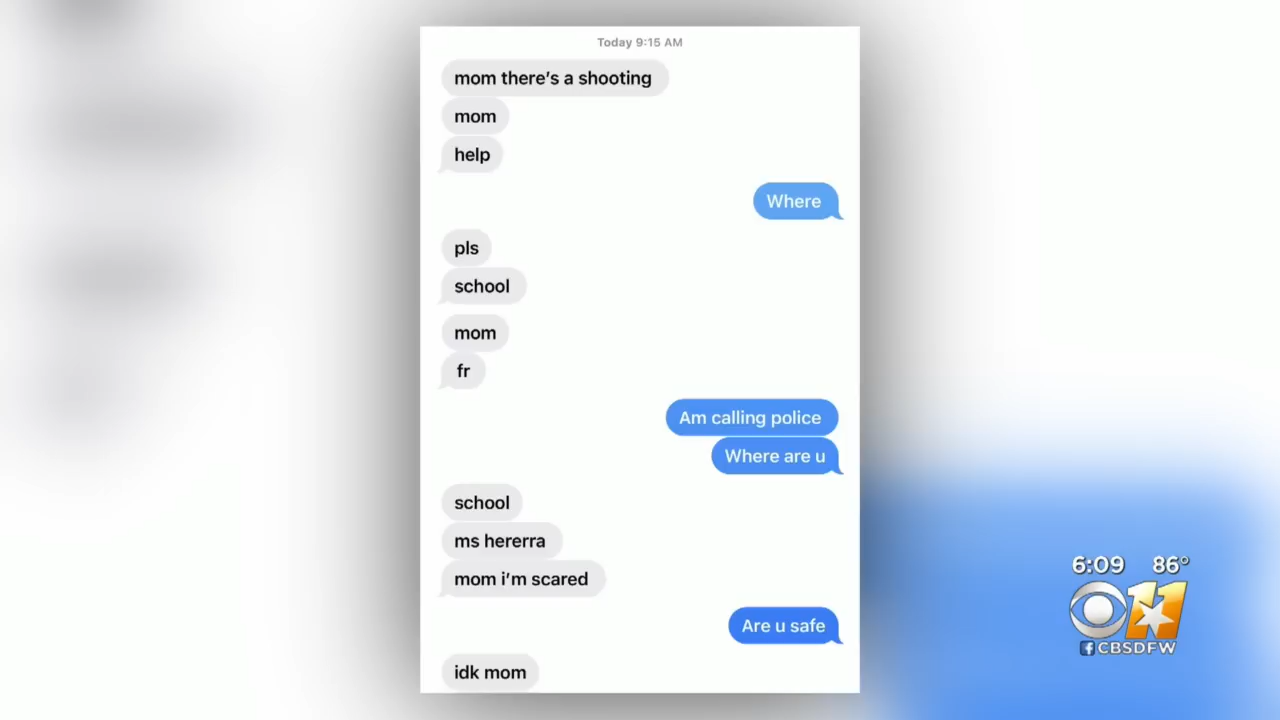 Today 9:15 AM
mom there's a shooting
mom
help
Where
pls
school
mom
fr
Am calling police
Where are u
school
ms hererra
mom i'm scared
Are u safe
idk mom
6:09 86°
11
f CBSDFW